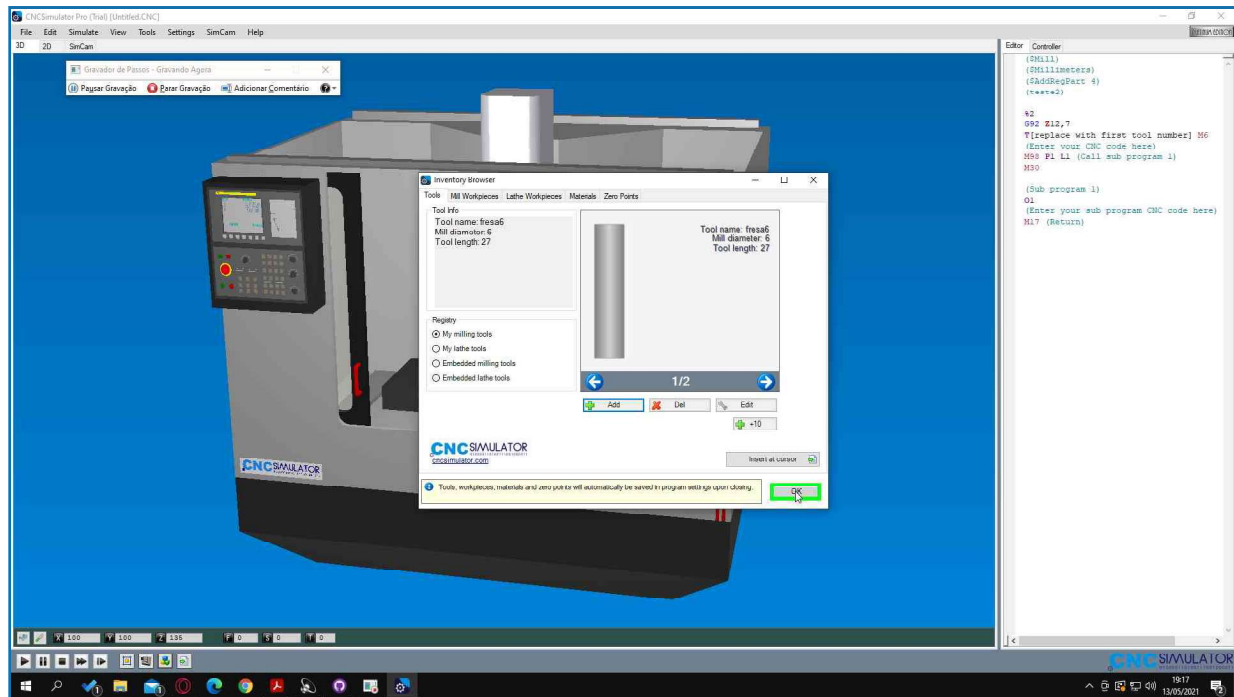 CNCSimulator Pro (Trial) [Untitled.CNC]
File Edit Simulate View Tools Settings SimCam Help
3D 2D SimCam
Gravador de Passos - Gravando Agora
Pausar Gravação Parar Gravação Adicionar Comentário
Inventory Browser
Tools Mill Workpieces Lathe Workpieces Materials Zero Points
Tool Info
Tool name: fresa6
Mill diameter: 6
Tool length: 27
Tool name: fresa6
Mill diameter: 6
Tool length: 27
Registry
My milling tools
My lathe tools
Embedded milling tools
Embedded lathe tools
1/2
Add Del Edit
+10
CNCSIMULATOR
cncsimulator.com
Insert at cursor
Tools, workpieces, materials and zero points will automatically be saved in program settings upon closing.
OK
CNCSIMULATOR
Editor Controller
($Mill)
($Millimeters)
($AddRegPart 4)
(teste2)
%2
G92 Z12,7
T[replace with first tool number] M6
(Enter your CNC code here)
M98 P1 L1 (Call sub program 1)
M30
(Sub program 1)
O1
(Enter your sub program CNC code here)
M17 (Return)
X 100 Y 100 Z 135 F 0 S 0 T 0
CNCSIMULATOR
19:17
13/05/2021